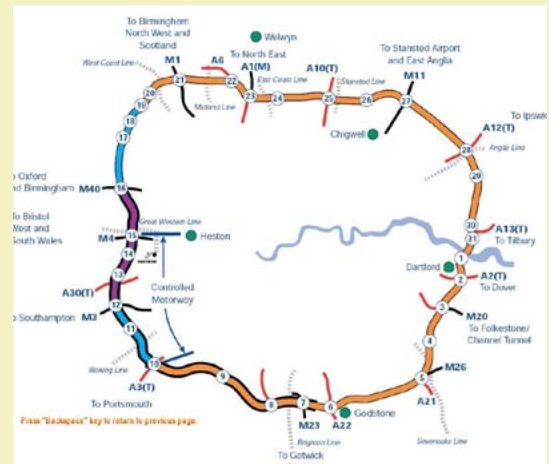 To Birmingham
North West and
Scotland
Welwyn
To North East
To Stansted Airport
and East Anglia
West Coast Line
M1
A6
A1(M)
East Coast Line
A10(T)
Stansted Line
M11
Midland Line
21
22
23
24
25
26
27
20
19
18
17
Chigwell
A12(T)
To Ipswic
28
Anglia Line
29
o Oxford
nd Birmingham
M40
16
To Bristol
West and
South Wales
Great Western Line
M4
15
Heston
14
30
31
A13(T)
To Tilbury
1
Dartford
2
A2(T)
To Dover
13
A30(T)
Controlled
Motorway
12
M3
o Southampton
11
3
M20
To Folkestone/
Channel Tunnel
4
Woking Line
10
A3(T)
To Portsmouth
9
8
7
6
5
M26
A21
M23
A22
Godstone
Brighton Line
To Gatwick
Sevenoaks Line
Press "Backspace" key to return to previous page.